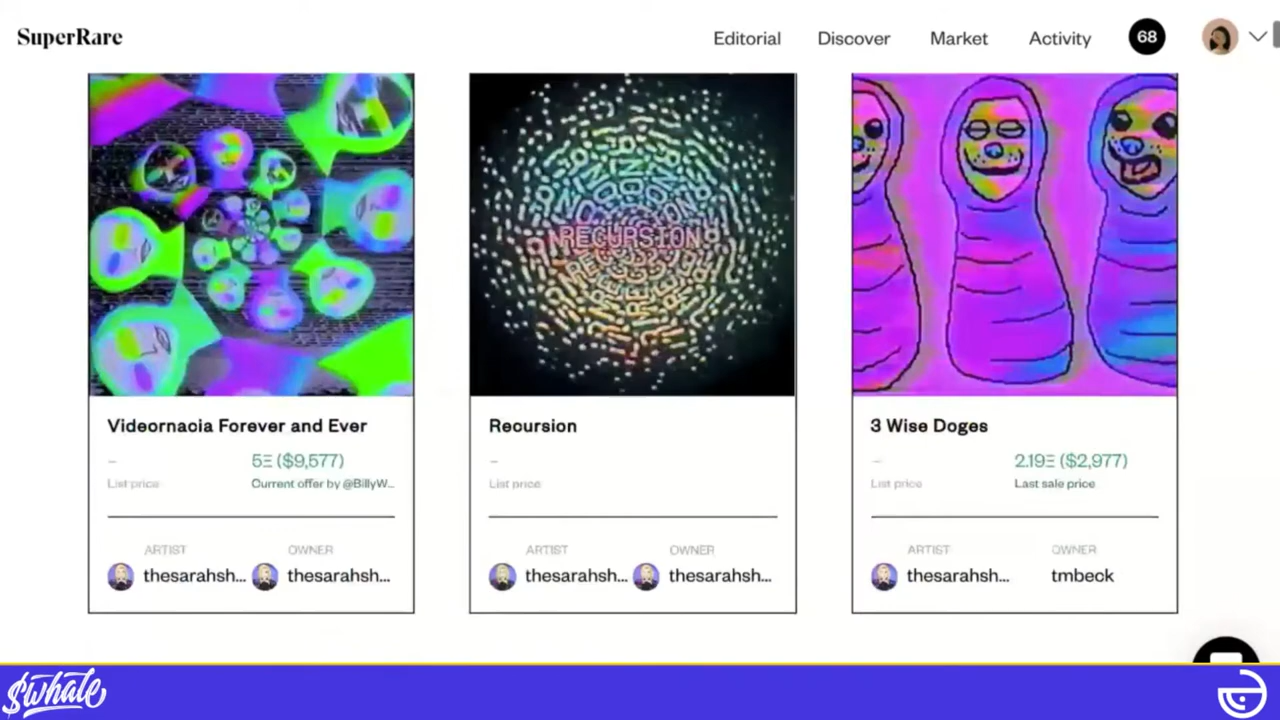 SuperRare
Editorial Discover Market Activity 68
RECURSION
Videornacia Forever and Ever
–
5Ξ ($9,577)
List price
Current offer by @BillyW...
ARTIST
OWNER
thesarahsh...
thesarahsh...
Recursion
–
List price
ARTIST
OWNER
thesarahsh...
thesarahsh...
3 Wise Doges
–
2.19Ξ ($2,977)
List price
Last sale price
ARTIST
OWNER
thesarahsh...
tmbeck
$whale